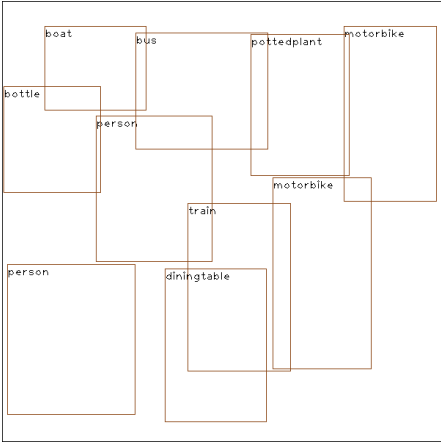 boat
bus
pottedplant
motorbike
bottle
person
motorbike
train
person
diningtable